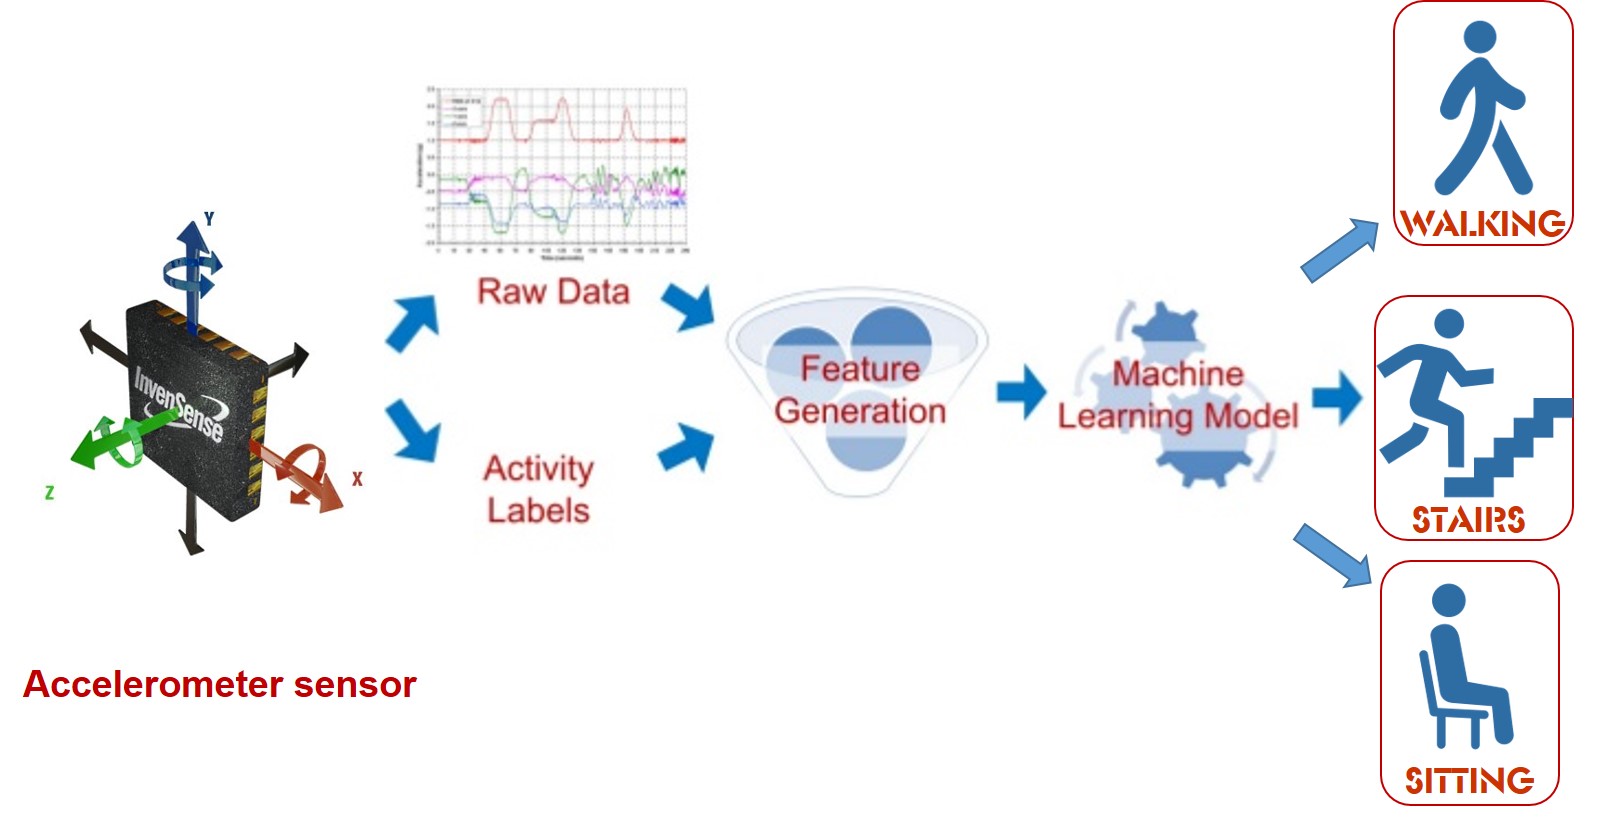 Y
InvenSense
Z
X
Accelerometer sensor
Raw Data
Activity
Labels
Feature
Generation
Machine
Learning Model
WALKING
STAIRS
SITTING